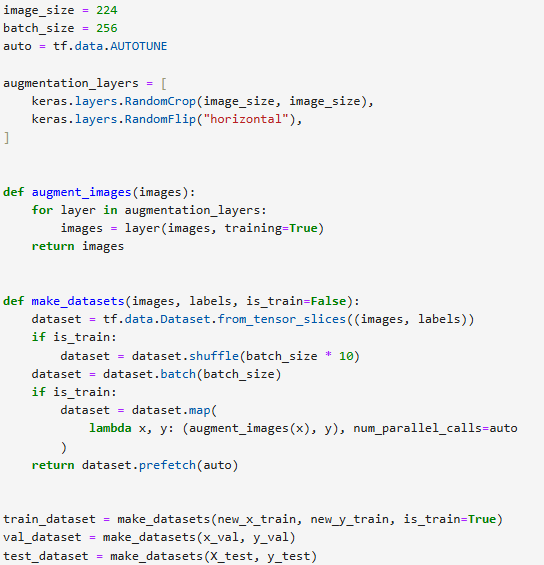 image_size = 224
batch_size = 256
auto = tf.data.AUTOTUNE

augmentation_layers = [
    keras.layers.RandomCrop(image_size, image_size),
    keras.layers.RandomFlip("horizontal"),
]


def augment_images(images):
    for layer in augmentation_layers:
        images = layer(images, training=True)
    return images


def make_datasets(images, labels, is_train=False):
    dataset = tf.data.Dataset.from_tensor_slices((images, labels))
    if is_train:
        dataset = dataset.shuffle(batch_size * 10)
    dataset = dataset.batch(batch_size)
    if is_train:
        dataset = dataset.map(
            lambda x, y: (augment_images(x), y), num_parallel_calls=auto
        )
    return dataset.prefetch(auto)


train_dataset = make_datasets(new_x_train, new_y_train, is_train=True)
val_dataset = make_datasets(x_val, y_val)
test_dataset = make_datasets(X_test, y_test)